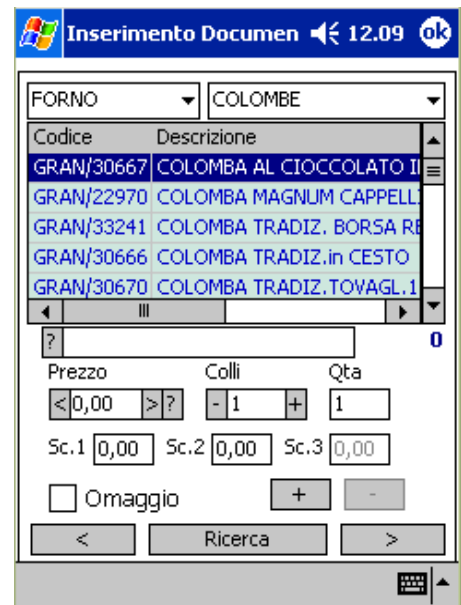 Inserimento Documen 12.09 ok
FORNO COLOMBE
Codice Descrizione
GRAN/30667 COLOMBA AL CIOCCOLATO
GRAN/22970 COLOMBA MAGNUM CAPPELL
GRAN/33241 COLOMBA TRADIZ. BORSA RE
GRAN/30666 COLOMBA TRADIZ.in CESTO
GRAN/30670 COLOMBA TRADIZ.TOVAGL.1
? 0
Prezzo Colli Qta
< 0,00 > ? - 1 + 1
Sc.1 0,00 Sc.2 0,00 Sc.3 0,00
Omaggio + -
< Ricerca >